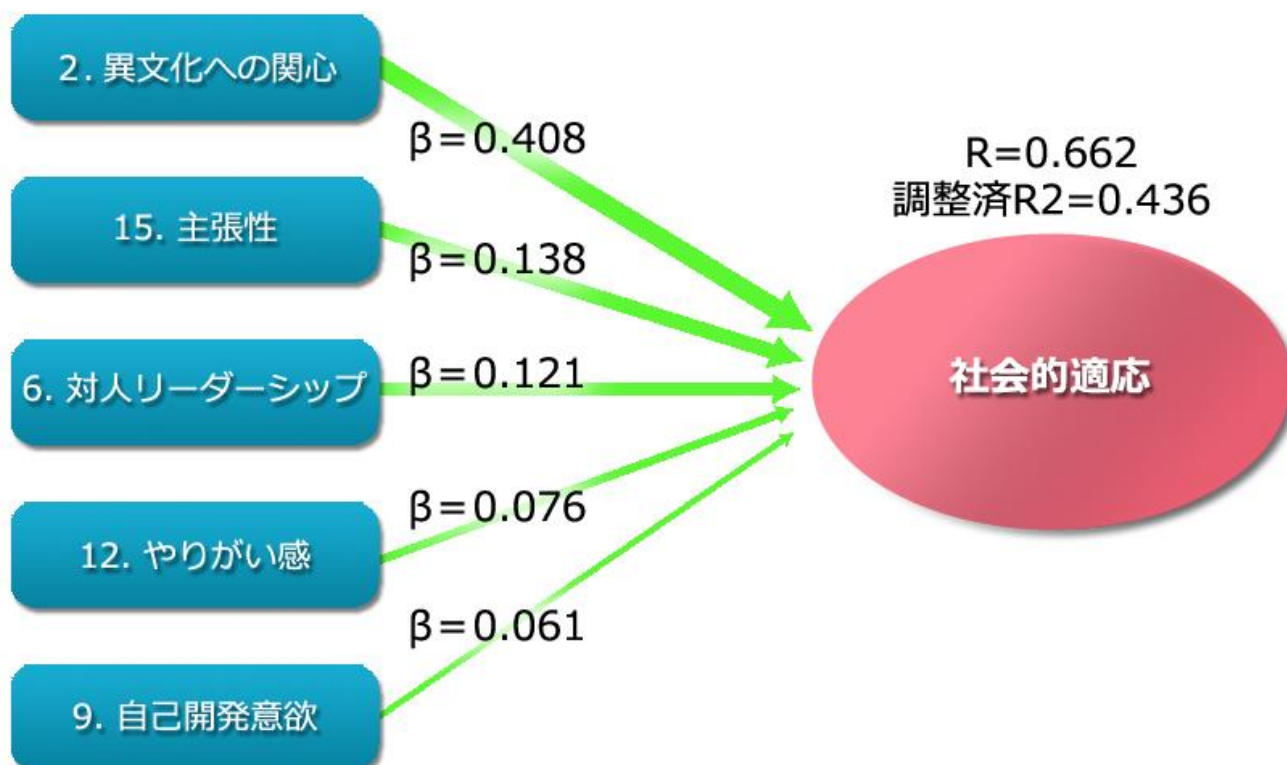 2. 異文化への関心
β=0.408
R=0.662
調整済R2=0.436
15. 主張性
β=0.138
6. 対人リーダーシップ
β=0.121
社会的適応
12. やりがい感
β=0.076
9. 自己開発意欲
β=0.061